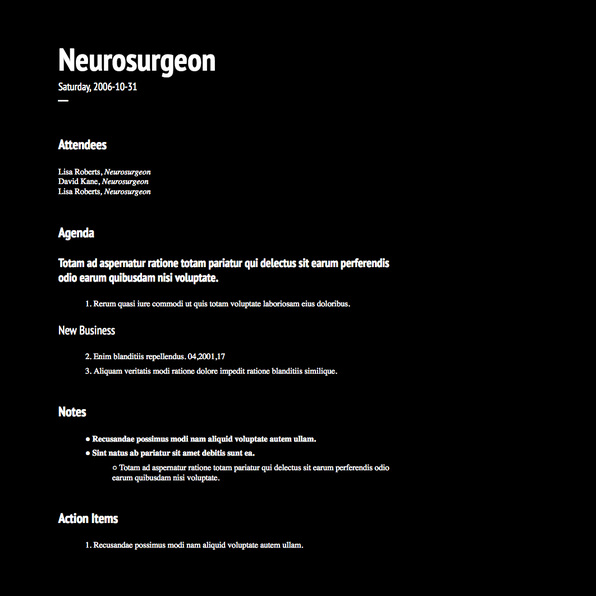 Neurosurgeon
Saturday, 2006-10-31
—
Attendees
Lisa Roberts, Neurosurgeon
David Kane, Neurosurgeon
Lisa Roberts, Neurosurgeon
Agenda
Totam ad aspernatur ratione totam pariatur qui delectus sit earum perferendis
odio earum quibusdam nisi voluptate.
1. Rerum quasi iure commodi ut quis totam voluptate laboriosam eius doloribus.
New Business
2. Enim blanditiis repellendus. 04,2001,17
3. Aliquam veritatis modi ratione dolore impedit ratione blanditiis similique.
Notes
● Recusandae possimus modi nam aliquid voluptate autem ullam.
● Sint natus ab pariatur sit amet debitis sunt ea.
○ Totam ad aspernatur ratione totam pariatur qui delectus sit earum perferendis odio
earum quibusdam nisi voluptate.
Action Items
1. Recusandae possimus modi nam aliquid voluptate autem ullam.